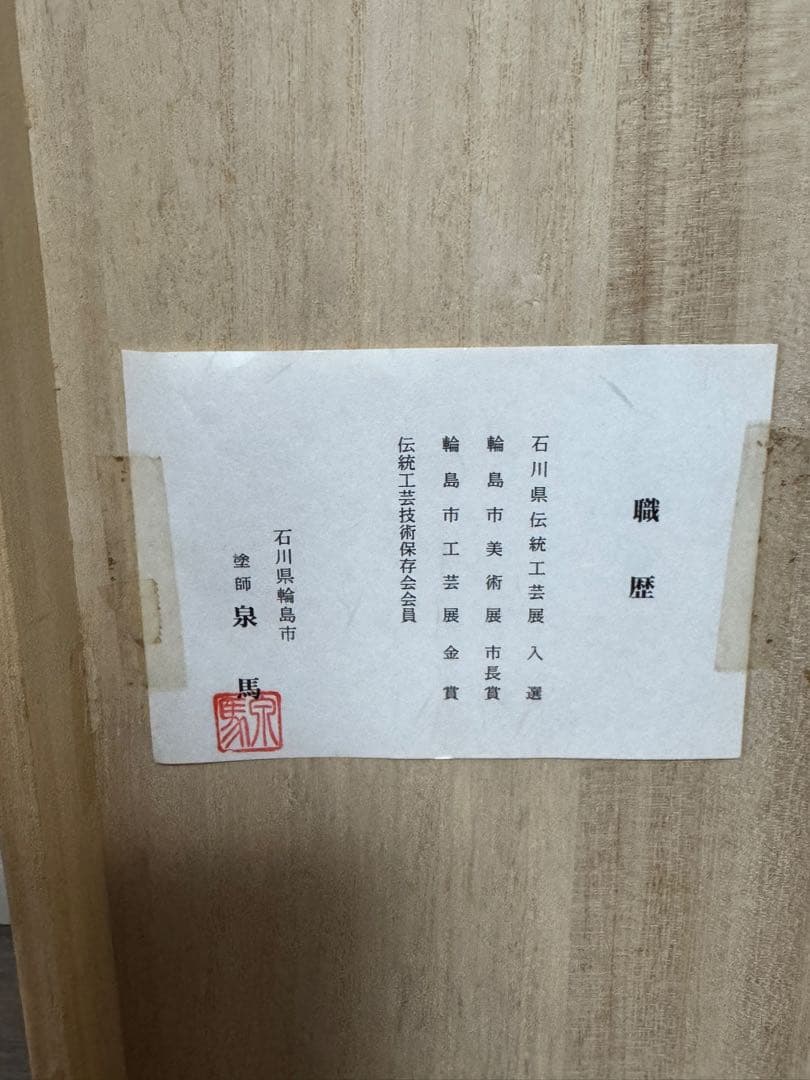 職歴
石川県伝統工芸展入選
輪島市美術展市長賞
輪島市工芸展金賞
伝統工芸技術保存会会員
石川県輪島市
塗師 泉馬
泉馬